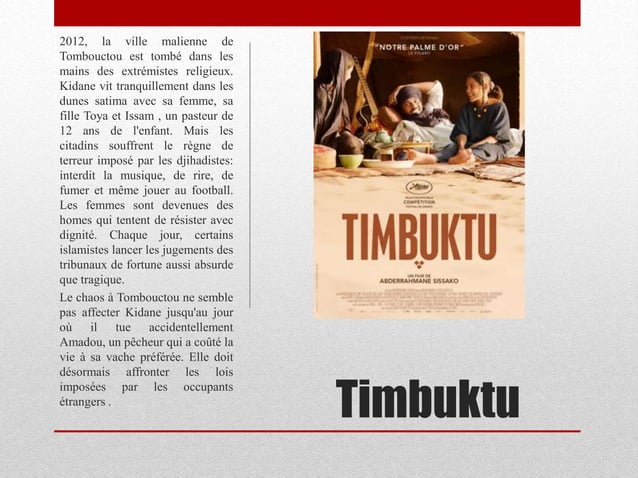 2012, la ville malienne de
Tombouctou est tombé dans les
mains des extrémistes religieux.
Kidane vit tranquillement dans les
dunes satima avec sa femme, sa
fille Toya et Issam , un pasteur de
12 ans de l'enfant. Mais les
citadins souffrent le règne de
terreur imposé par les djihadistes:
interdit la musique, de rire, de
fumer et même jouer au football.
Les femmes sont devenues des
homes qui tentent de résister avec
dignité. Chaque jour, certains
islamistes lancer les jugements des
tribunaux de fortune aussi absurde
que tragique.
Le chaos à Tombouctou ne semble
pas affecter Kidane jusqu'au jour
où il tue accidentellement
Amadou, un pêcheur qui a coûté la
vie à sa vache préférée. Elle doit
désormais affronter les lois
imposées par les occupants
étrangers .
"NOTRE PALME D'OR"
LE FIGARO
SÉLECTION OFFICIELLE
COMPÉTITION
FESTIVAL DE CANNES
TIMBUKTU
UN FILM DE
ABDERRAHMANE SISSAKO
Timbuktu